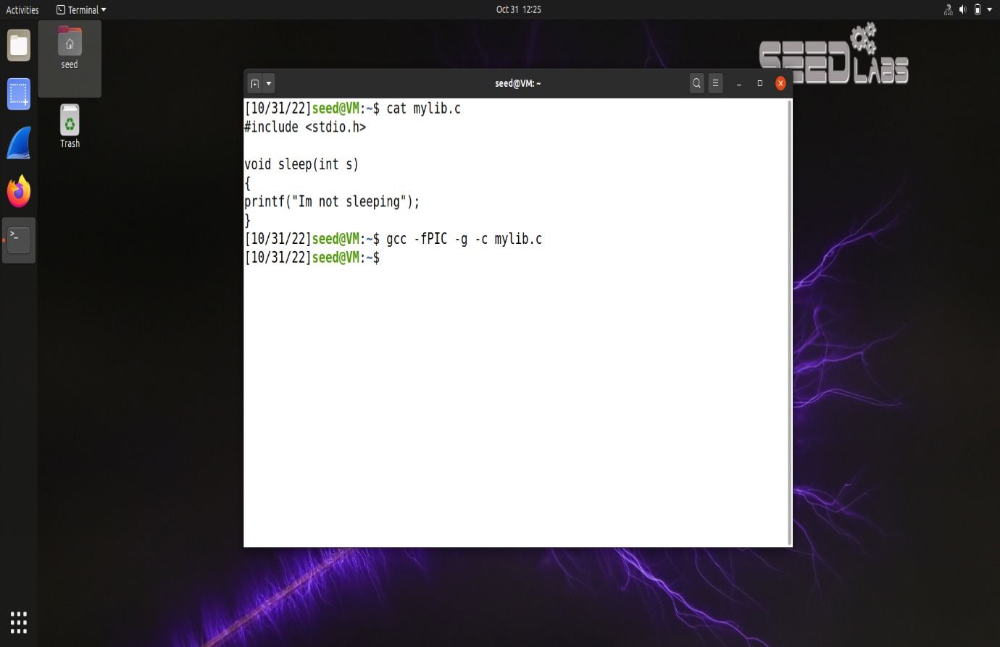 Activities
Terminal
Oct 31 12:25
seed
Trash
SEED LABS
seed@VM: ~
[10/31/22]seed@VM:~$ cat mylib.c
#include <stdio.h>
void sleep(int s)
{
printf("Im not sleeping");
}
[10/31/22]seed@VM:~$ gcc -fPIC -g -c mylib.c
[10/31/22]seed@VM:~$